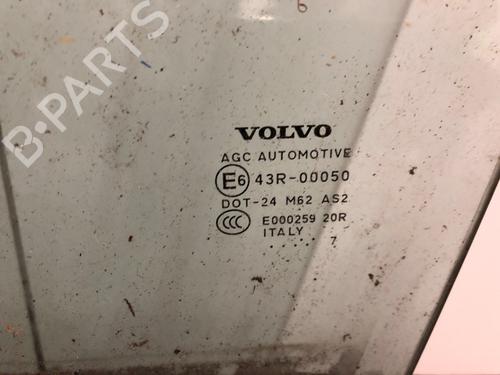 B-PARTS
VOLVO
AGC AUTOMOTIVE
E6 43R-00050
DOT-24 M62 AS2
CCC E000259 20R
ITALY
...... 7